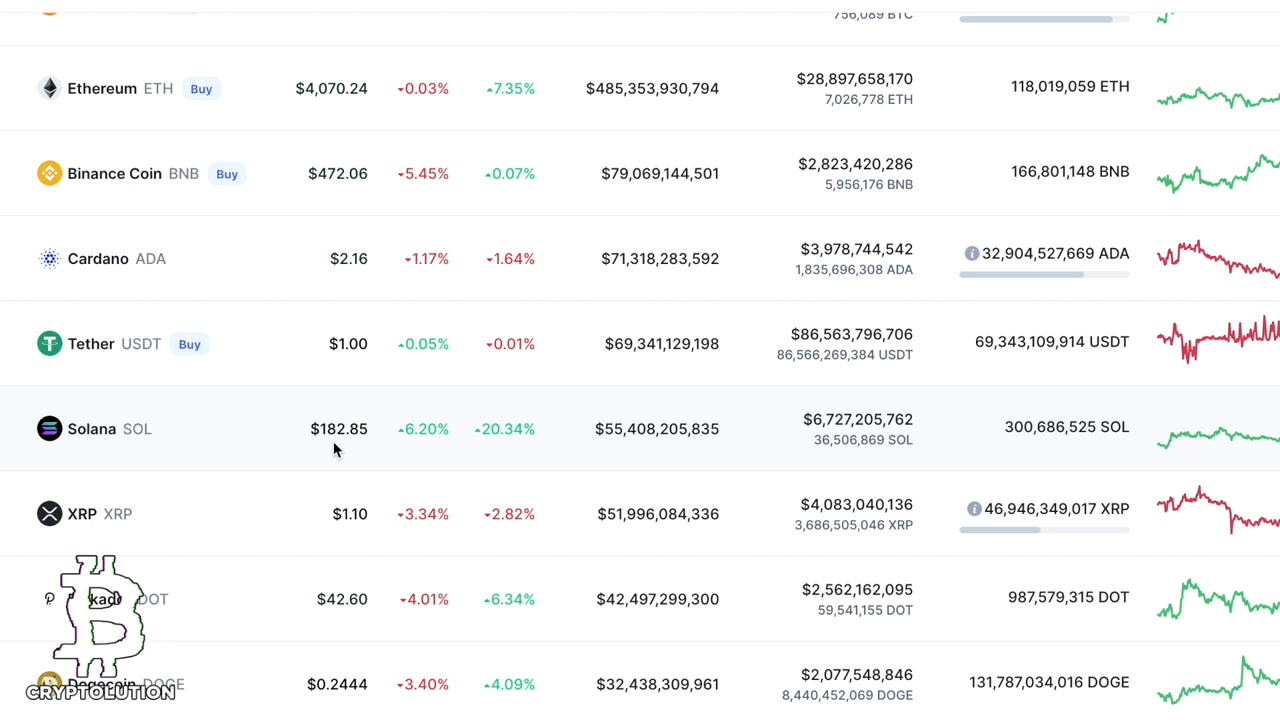 756,089 BTC
Ethereum ETH Buy $4,070.24 0.03% 7.35% $485,353,930,794 $28,897,658,170 118,019,059 ETH
7,026,778 ETH
Binance Coin BNB Buy $472.06 5.45% 0.07% $79,069,144,501 $2,823,420,286 166,801,148 BNB
5,956,176 BNB
Cardano ADA $2.16 1.17% 1.64% $71,318,283,592 $3,978,744,542 32,904,527,669 ADA
1,835,696,308 ADA
Tether USDT Buy $1.00 0.05% 0.01% $69,341,129,198 $86,563,796,706 69,343,109,914 USDT
86,566,269,384 USDT
Solana SOL $182.85 6.20% 20.34% $55,408,205,835 $6,727,205,762 300,686,525 SOL
36,506,869 SOL
XRP XRP $1.10 3.34% 2.82% $51,996,084,336 $4,083,040,136 46,946,349,017 XRP
3,686,505,046 XRP
DOT $42.60 4.01% 6.34% $42,497,299,300 $2,562,162,095 987,579,315 DOT
59,541,155 DOT
DOGE $0.2444 3.40% 4.09% $32,438,309,961 $2,077,548,846 131,787,034,016 DOGE
8,440,452,069 DOGE
CRYPTOLUTION